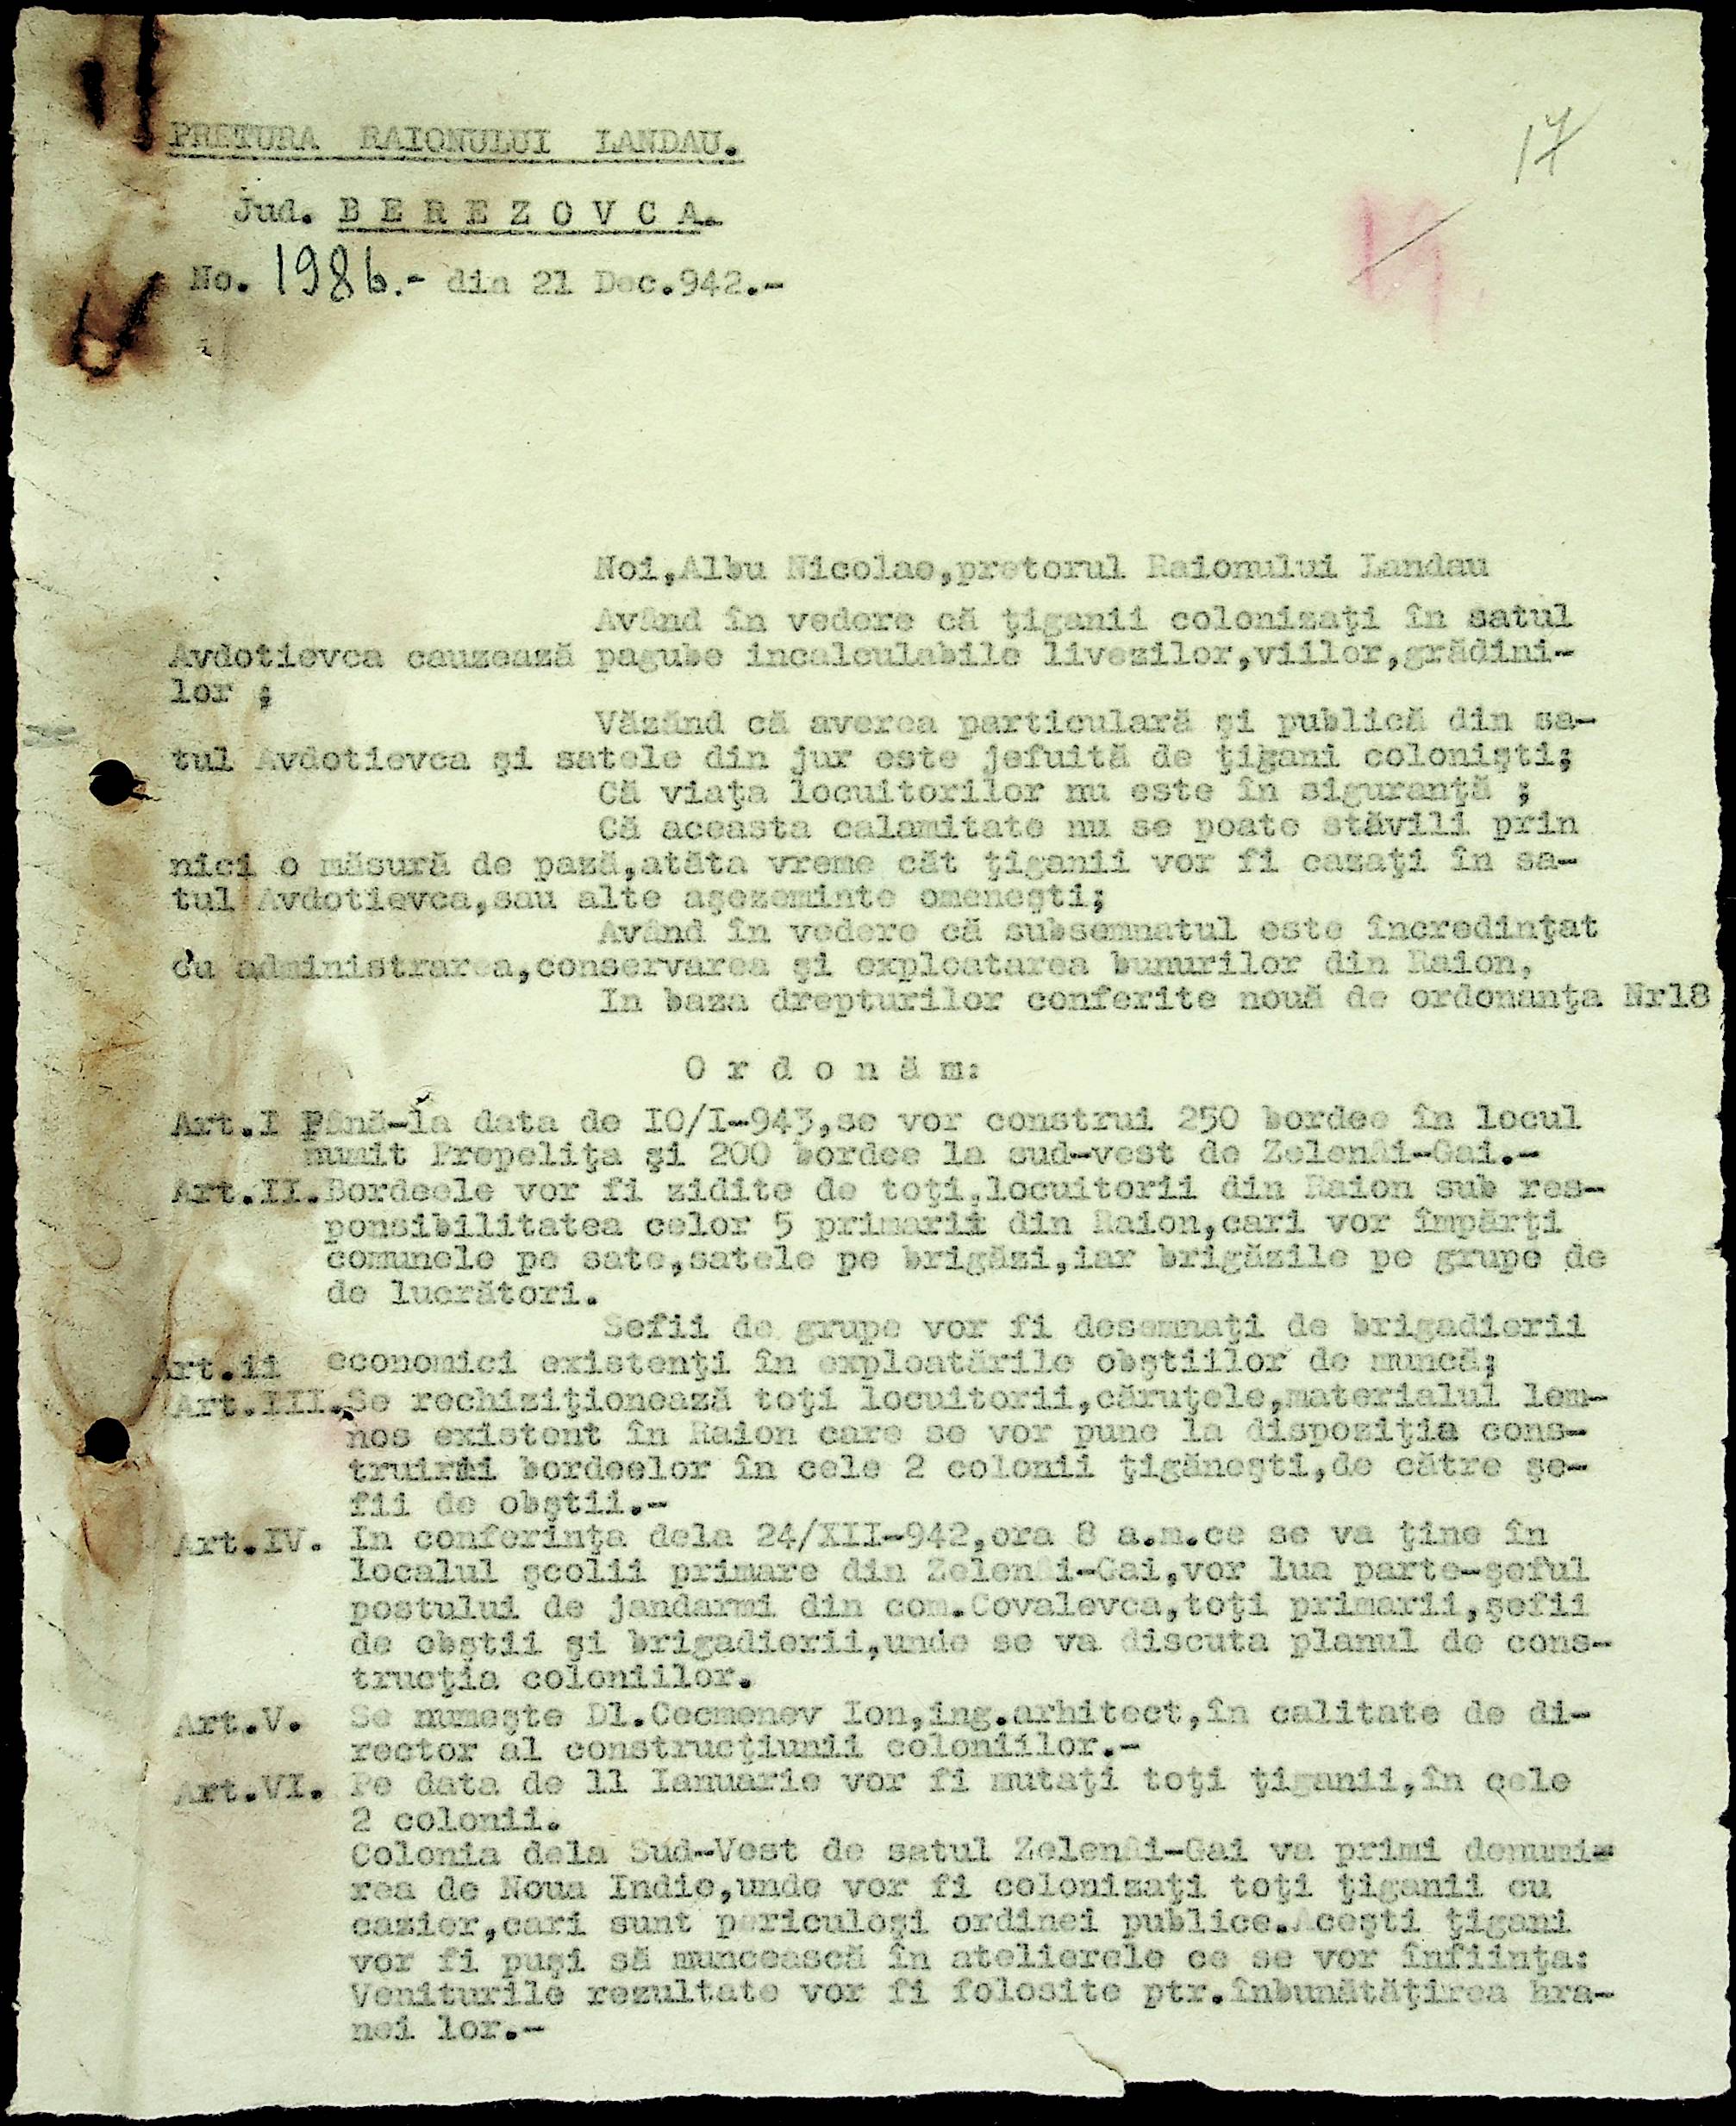 17
PRETURA RAIONULUI LANDAU.
17
Jud. B E R E Z O V C A.
No. 1986.- din 21 Dec.942.-
Noi,Albu Nicolae,pretorul Raionului Landau
Având în vedere că ţiganii colonizaţi în satul
Avdotievca cauzează pagube incalculabile livezilor,viilor,grădini-
lor ;
Văzând că averea particulară şi publică din sa-
tul Avdotievca şi satele din jur este jefuită de ţigani colonişti;
Că viaţa locuitorilor nu este în siguranţă ;
Că aceasta calamitate nu se poate stăvili prin
nici o măsură de pază,atâta vreme cât ţiganii vor fi cazaţi în sa-
tul Avdotievca,sau alte aşezeminte omeneşti;
Având în vedere că subsemnatul este încredinţat
cu administrarea,conservarea şi exploatarea bunurilor din Raion,
In baza drepturilor conferite nouă de ordonanţa Nr18
O r d o n ă m:
Art.I Până-la data de IO/I-943,se vor construi 250 bordee în locul
numit Prepeliţa şi 200 bordee la sud-vest de Zelenâi-Gai.-
Art.II.Bordeele vor fi zidite de toţi,locuitorii din Raion sub res-
ponsibilitatea celor 5 primarii din Raion,cari vor împărţi
comunele pe sate,satele pe brigăzi,iar brigăzile pe grupe de
de lucrători.
Sefii de grupe vor fi desemnaţi de brigadierii
Art.ii economici existenţi în exploatările obştiilor de muncă;
Art.III.Se rechiziţionează toţi locuitorii,căruţele,materialul lem-
nos existent în Raion care se vor pune la dispoziţia cons-
truirii bordeelor în cele 2 colonii ţigăneşti,de către şe-
fii de obştii.-
Art.IV. In conferinţa dela 24/XII-942,ora 8 a.m.ce se va ţine în
localul şcolii primare din Zelenâi-Gai,vor lua parte-şeful
postului de jandarmi din com.Covalevca,toţi primarii,şefii
de obştii şi brigadierii,unde se va discuta planul de cons-
trucţia coloniilor.
Art.V. Se numeşte Dl.Cecmenev Ion,ing.arhitect,în calitate de di-
rector al construcţiunii coloniilor.-
Art.VI. Pe data de 11 Ianuarie vor fi mutaţi toţi ţiganii,în cele
2 colonii.
Colonia dela Sud-Vest de satul Zelenâi-Gai va primi denumi-
rea de Noua Indie,unde vor fi colonizaţi toţi ţiganii cu
cazier,cari sunt periculoşi ordinei publice.Aceşti ţigani
vor fi puşi să muncească în atelierele ce se vor înfiinţa:
Veniturile rezultate vor fi folosite ptr.înbunătăţirea hra-
nei lor.-